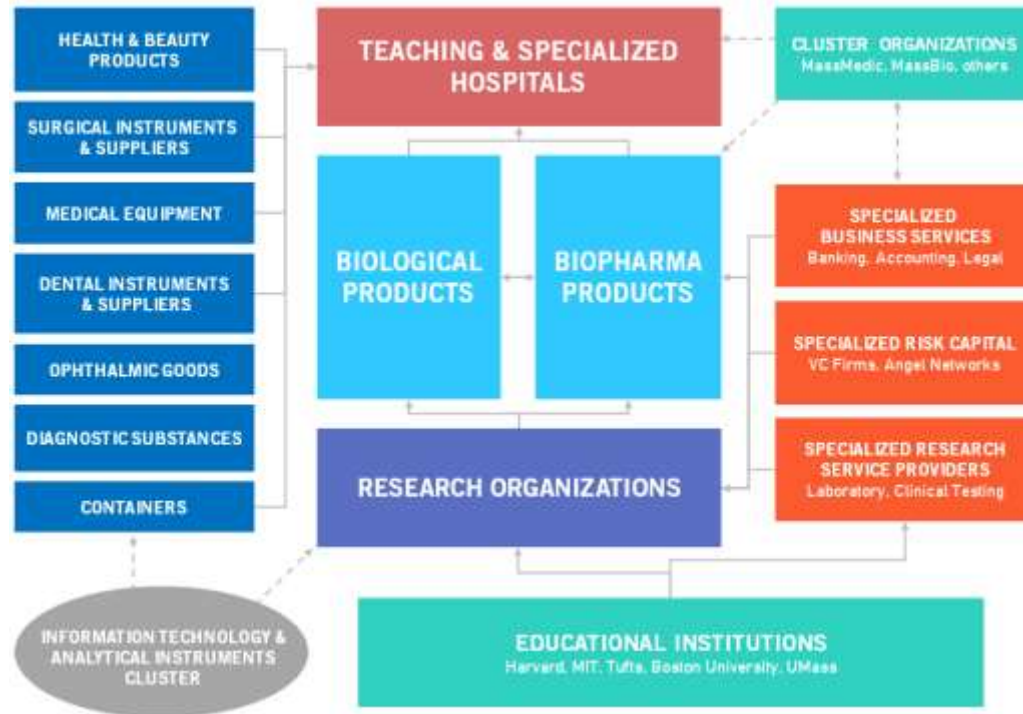 HEALTH & BEAUTY
PRODUCTS
SURGICAL INSTRUMENTS
& SUPPLIERS
MEDICAL EQUIPMENT
DENTAL INSTRUMENTS
& SUPPLIERS
OPHTHALMIC GOODS
DIAGNOSTIC SUBSTANCES
CONTAINERS
INFORMATION TECHNOLOGY &
ANALYTICAL INSTRUMENTS
CLUSTER
TEACHING & SPECIALIZED
HOSPITALS
BIOLOGICAL
PRODUCTS
BIOPHARMA
PRODUCTS
RESEARCH ORGANIZATIONS
EDUCATIONAL INSTITUTIONS
Harvard, MIT, Tufts, Boston University, UMass
CLUSTER ORGANIZATIONS
MassMedic, MassBio, others
SPECIALIZED
BUSINESS SERVICES
Banking, Accounting, Legal
SPECIALIZED RISK CAPITAL
VC Firms, Angel Networks
SPECIALIZED RESEARCH
SERVICE PROVIDERS
Laboratory, Clinical Testing